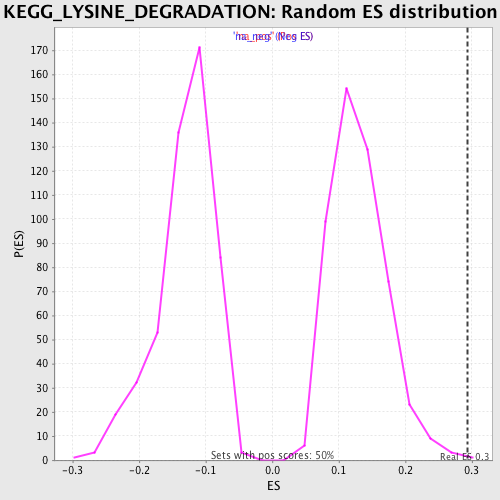 KEGG_LYSINE_DEGRADATION: Random ES distribution
(Neg ES)
P(ES)
170
160
150
140
130
120
110
100
90
80
70
60
50
40
30
20
10
0
Sets with pos scores: 50%
Real ES 0.3
-0.3 -0.2 -0.1 0.0 0.1 0.2 0.3
ES